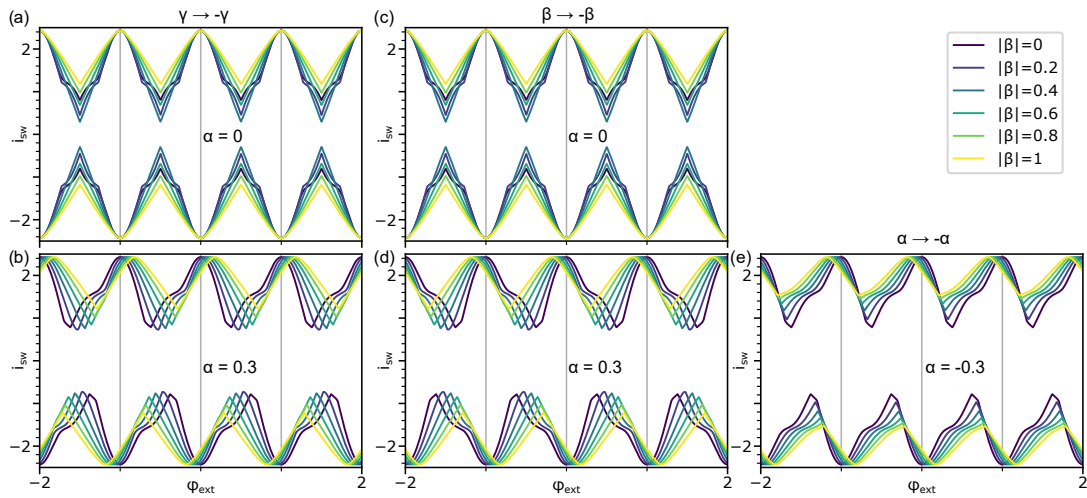 (a)
γ → -γ
(c)
β → -β
2
i_sw
α = 0
-2
2
i_sw
α = 0
-2
|β|=0
|β|=0.2
|β|=0.4
|β|=0.6
|β|=0.8
|β|=1
(b)
2
i_sw
α = 0.3
-2
-2
φ_ext
2
(d)
2
i_sw
α = 0.3
-2
-2
φ_ext
2
α → -α
(e)
2
i_sw
α = -0.3
-2
-2
φ_ext
2